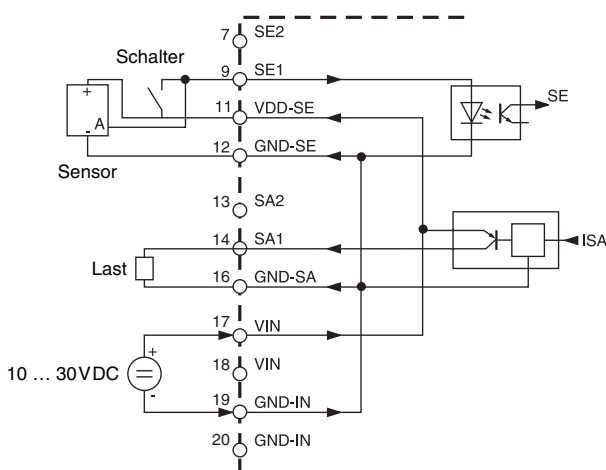 7 SE2
Schalter
9 SE1
+
11 VDD-SE
A
SE
-
12 GND-SE
Sensor
13 SA2
14 SA1
ISA
Last
16 GND-SA
17 VIN
+
10 ... 30VDC
18 VIN
-
19 GND-IN
20 GND-IN